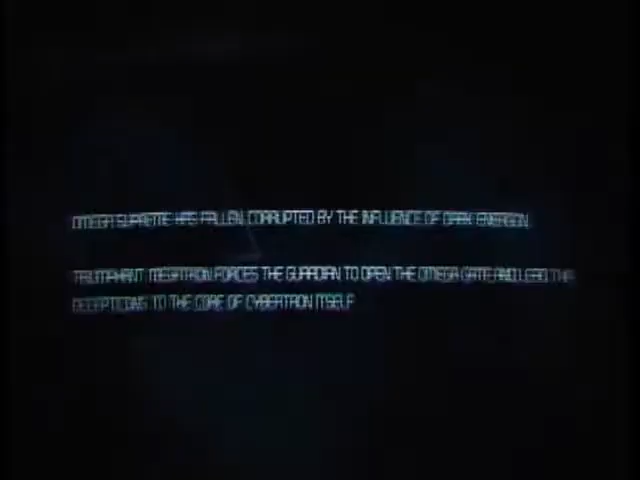 OMEGA SUPREME HAS FALLEN, CORRUPTED BY THE INFLUENCE OF DARK ENERGON.
TRIUMPHANT MEGATRON FORCES THE GUARDIAN TO OPEN THE OMEGA GATE AND LEAD THE
DECEPTICONS TO THE CORE OF CYBERTRON ITSELF